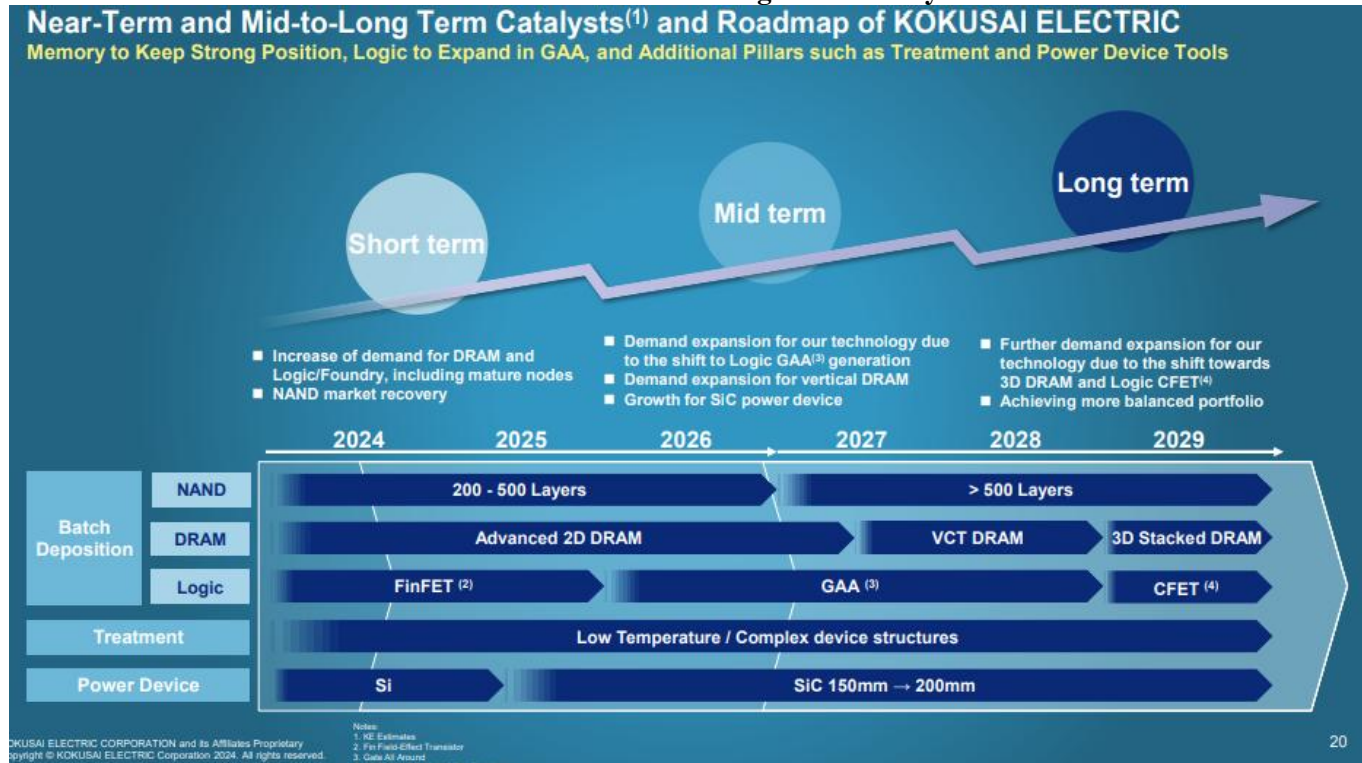 Near-Term and Mid-to-Long Term Catalysts(1) and Roadmap of KOKUSAI ELECTRIC
Memory to Keep Strong Position, Logic to Expand in GAA, and Additional Pillars such as Treatment and Power Device Tools
Short term
Mid term
Long term
■ Increase of demand for DRAM and
Logic/Foundry, including mature nodes
■ NAND market recovery
■ Demand expansion for our technology due
to the shift to Logic GAA(3) generation
■ Demand expansion for vertical DRAM
■ Growth for SiC power device
■ Further demand expansion for our
technology due to the shift towards
3D DRAM and Logic CFET(4)
■ Achieving more balanced portfolio
2024 2025 2026 2027 2028 2029
Batch
Deposition
NAND
200 - 500 Layers
> 500 Layers
DRAM
Advanced 2D DRAM
VCT DRAM
3D Stacked DRAM
Logic
FinFET (2)
GAA (3)
CFET (4)
Treatment
Low Temperature / Complex device structures
Power Device
Si
SiC 150mm → 200mm
Notes:
1. KE Estimates
2. Fin Field-Effect Transistor
3. Gate All Around
OKUSAI ELECTRIC CORPORATION and its Affiliates Proprietary
opyright © KOKUSAI ELECTRIC Corporation 2024. All rights reserved.
20